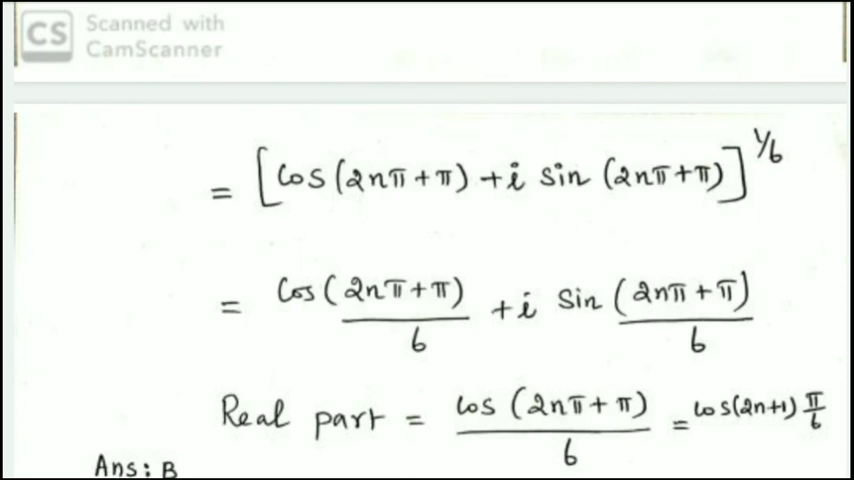 CS Scanned with
CamScanner
= [cos(2nπ+π) + i sin (2nπ+π)]^1/6
= cos(2nπ+π)/6 + i sin(2nπ+π)/6
Real part = cos (2nπ+π)/6 = cos(2n+1) π/6
Ans: B